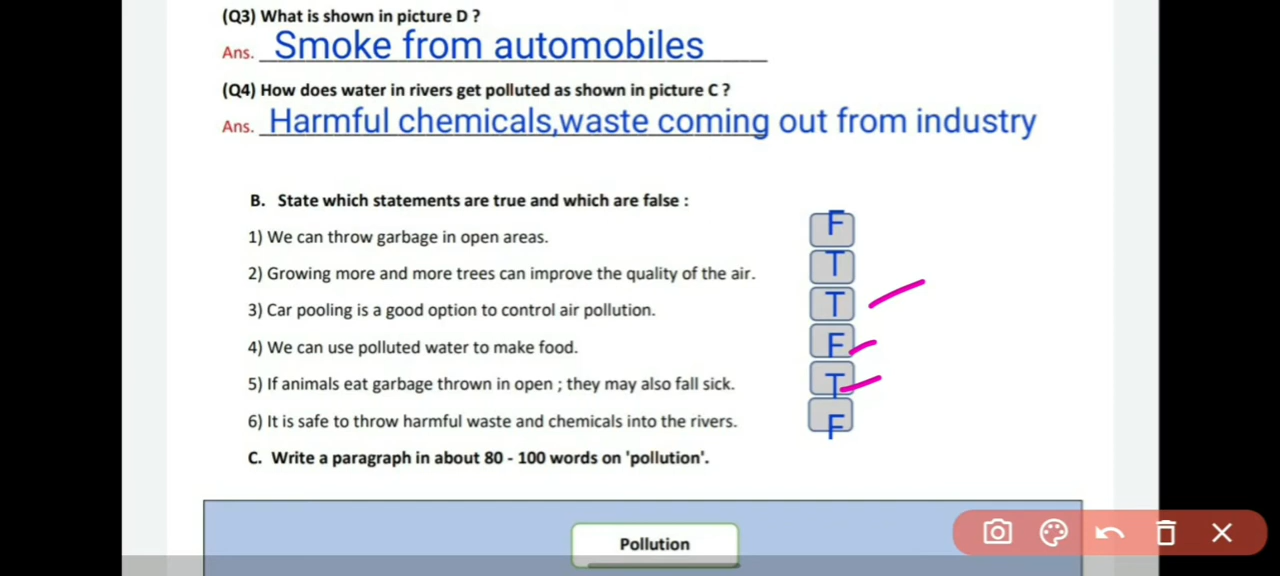 (Q3) What is shown in picture D ?
Ans. Smoke from automobiles
(Q4) How does water in rivers get polluted as shown in picture C ?
Ans. Harmful chemicals,waste coming out from industry
B. State which statements are true and which are false :
1) We can throw garbage in open areas. F
2) Growing more and more trees can improve the quality of the air. T
3) Car pooling is a good option to control air pollution. T
4) We can use polluted water to make food. F
5) If animals eat garbage thrown in open ; they may also fall sick. T
6) It is safe to throw harmful waste and chemicals into the rivers. F
C. Write a paragraph in about 80 - 100 words on 'pollution'.
Pollution